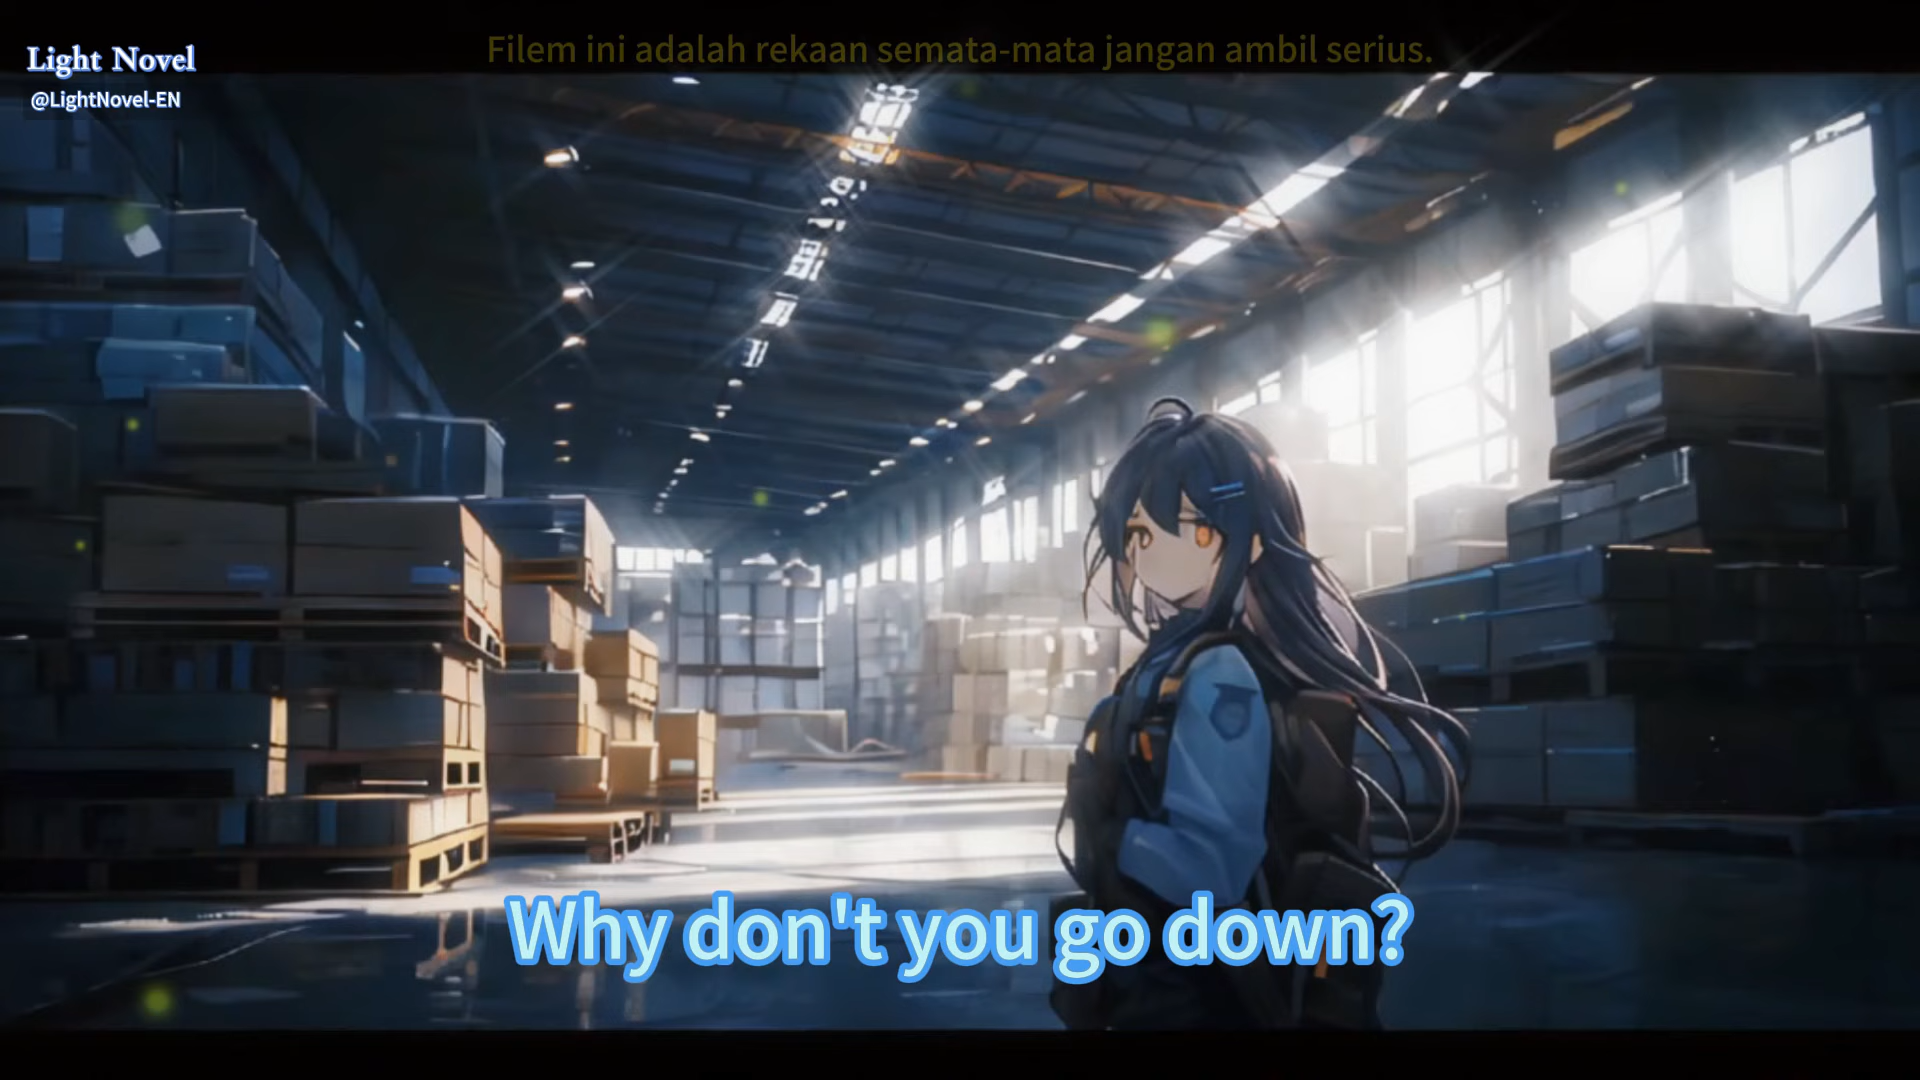 Filem ini adalah rekaan semata-mata jangan ambil serius.
Light Novel
@LightNovel-EN
Why don't you go down?